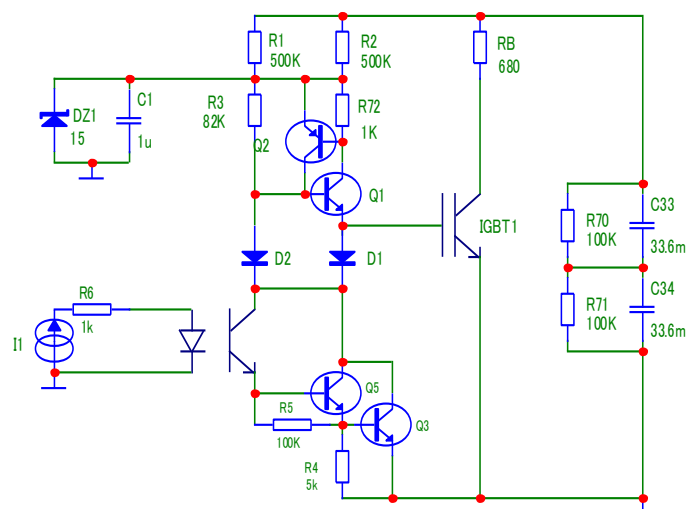 R1
500K
R2
500K
RB
680
C1
1u
DZ1
15
R3
82K
R72
1K
Q2
Q1
IGBT1
C33
33.6m
R70
100K
D2
D1
R6
1k
I1
C34
33.6m
R71
100K
Q5
R5
100K
Q3
R4
5k